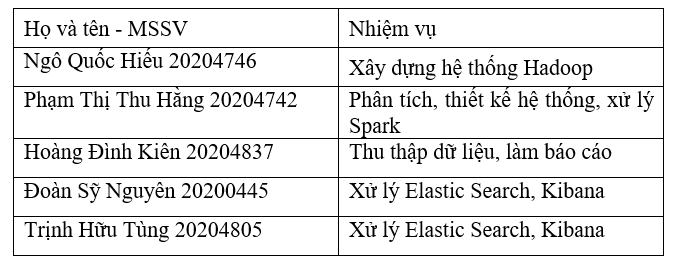 Họ và tên - MSSV
Nhiệm vụ
Ngô Quốc Hiếu 20204746
Xây dựng hệ thống Hadoop
Phạm Thị Thu Hằng 20204742
Phân tích, thiết kế hệ thống, xử lý
Spark
Hoàng Đình Kiên 20204837
Thu thập dữ liệu, làm báo cáo
Đoàn Sỹ Nguyên 20200445
Xử lý Elastic Search, Kibana
Trịnh Hữu Tùng 20204805
Xử lý Elastic Search, Kibana